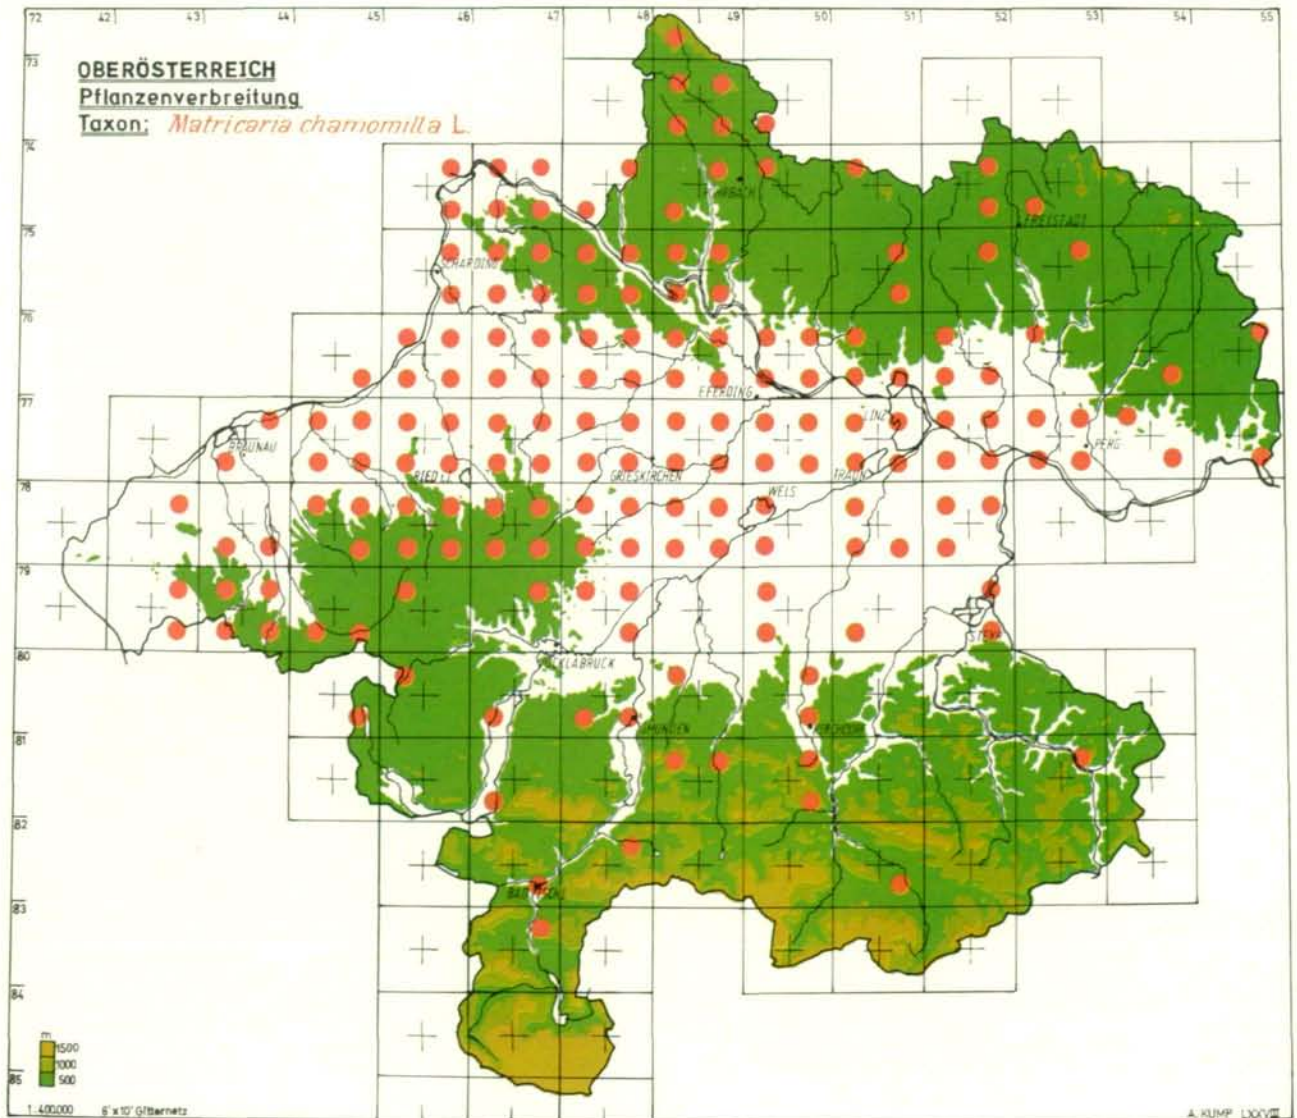 72 42 43 44 45 46 47 48 49 50 51 52 53 54 55
73
OBERÖSTERREICH
Pflanzenverbreitung
Taxon: Matricaria chamomilla L.
74
75
FREISTADT
SCHÄRDING
76
EFERDING
77
LINZ
BRAUNAU
PERG
RIED i.I.
GRIESKIRCHEN
TRAUN
78
WELS
79
STEYR
80
81
82
83
84
m
1500
1000
500
85
1:400.000 6'x10' Gitternetz
A. KUMP